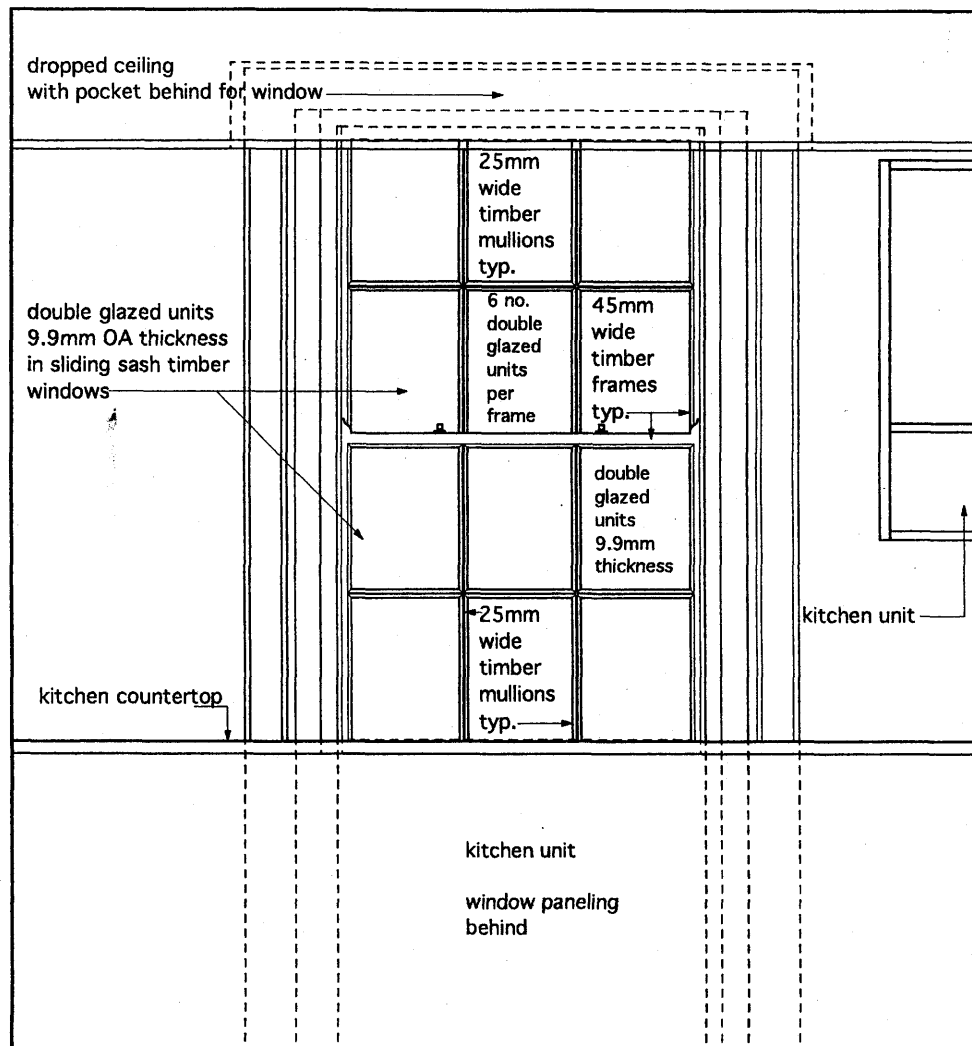 dropped ceiling
with pocket behind for window
25mm
wide
timber
mullions
typ.
double glazed units
9.9mm OA thickness
in sliding sash timber
windows
6 no.
double
glazed
units
per
frame
45mm
wide
timber
frames
typ.
double
glazed
units
9.9mm
thickness
25mm
wide
timber
mullions
typ.
kitchen unit
kitchen countertop
kitchen unit
window paneling
behind